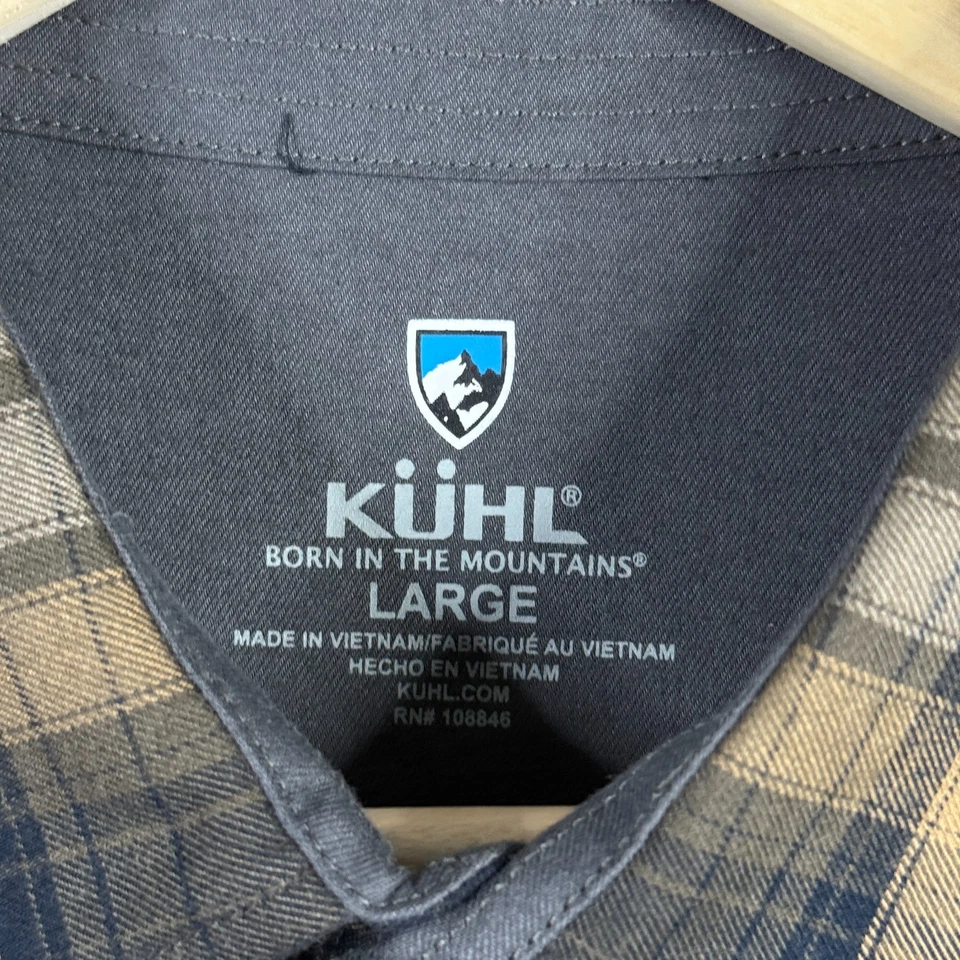 KÜHL®
BORN IN THE MOUNTAINS®
LARGE
MADE IN VIETNAM/FABRIQUÉ AU VIETNAM
HECHO EN VIETNAM
KUHL.COM
RN# 108846